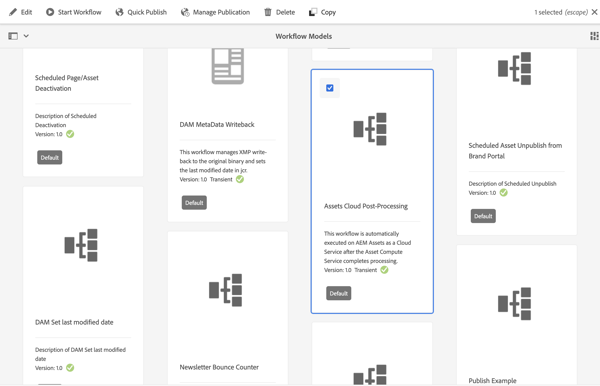 Edit Start Workflow Quick Publish Manage Publication Delete Copy 1 selected (escape)
Workflow Models
Scheduled Page/Asset
Deactivation
Description of Scheduled
Deactivation
Version: 1.0
Default
DAM Set last modified date
Description of DAM Set last modified
date
Version: 1.0
DAM MetaData Writeback
This workflow manages XMP write-
back to the original binary and sets
the last modified date in jcr.
Version: 1.0 Transient
Default
Newsletter Bounce Counter
Assets Cloud Post-Processing
This workflow is automatically
executed on AEM Assets as a Cloud
Service after the Asset Compute
Service completes processing.
Version: 1.0 Transient
Default
Scheduled Asset Unpublish from
Brand Portal
Description of Scheduled Unpublish
Version: 1.0
Default
Publish Example